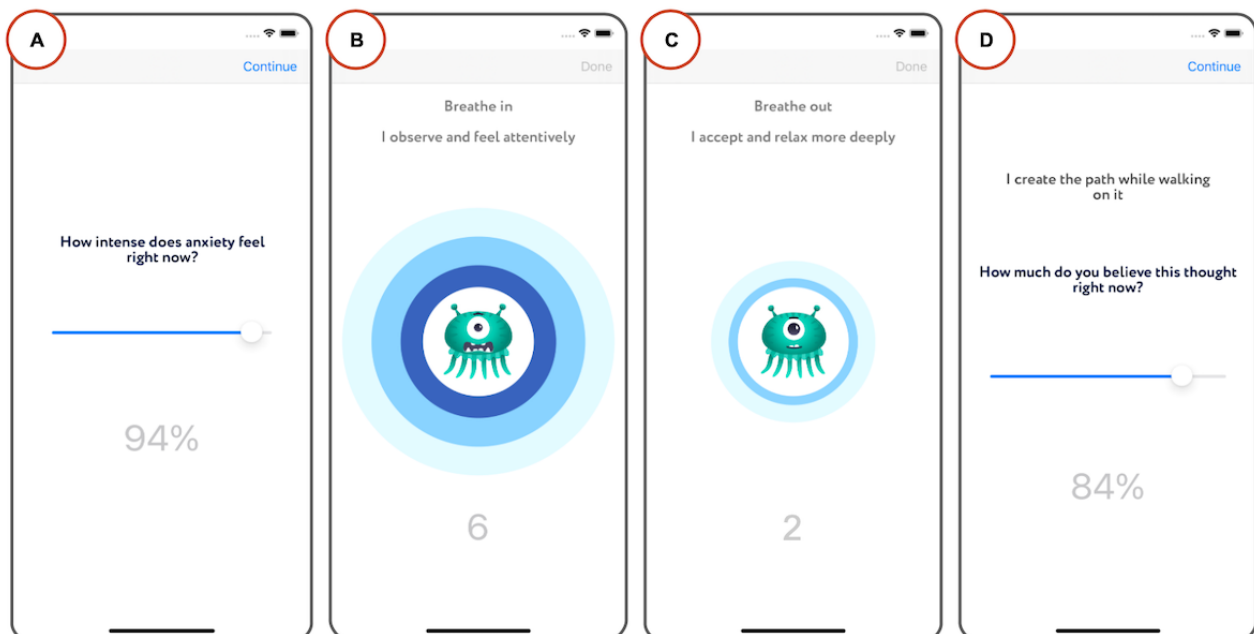 A
Continue
How intense does anxiety feel
right now?
94%
B
Done
Breathe in
I observe and feel attentively
6
C
Done
Breathe out
I accept and relax more deeply
2
D
Continue
I create the path while walking
on it
How much do you believe this thought
right now?
84%